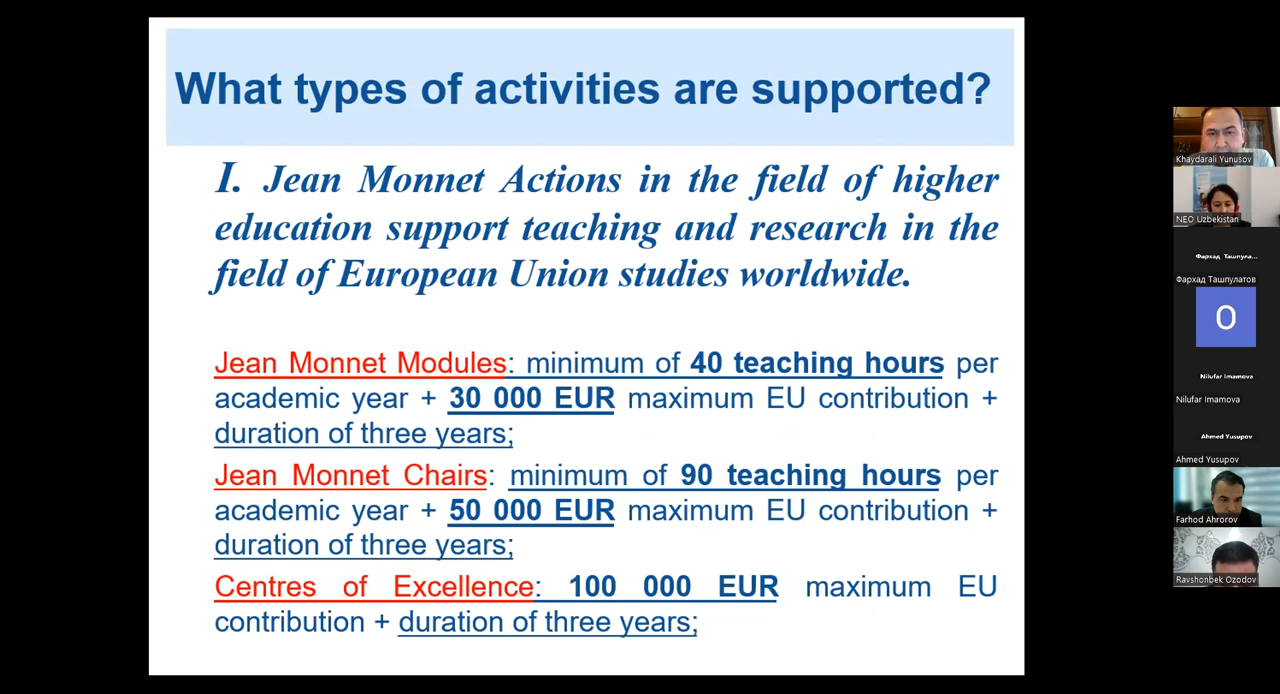 What types of activities are supported?
I. Jean Monnet Actions in the field of higher
education support teaching and research in the
field of European Union studies worldwide.
Jean Monnet Modules: minimum of 40 teaching hours per
academic year + 30 000 EUR maximum EU contribution +
duration of three years;
Jean Monnet Chairs: minimum of 90 teaching hours per
academic year + 50 000 EUR maximum EU contribution +
duration of three years;
Centres of Excellence: 100 000 EUR maximum EU
contribution + duration of three years;
Khaydarali Yunusov
NEO Uzbekistan
Фархад Ташпула...
Фархад Ташпулатов
O
Nilufar Imamova
Nilufar Imamova
Ahmed Yusupov
Ahmed Yusupov
Farhod Ahrorov
Ravshonbek Ozodov